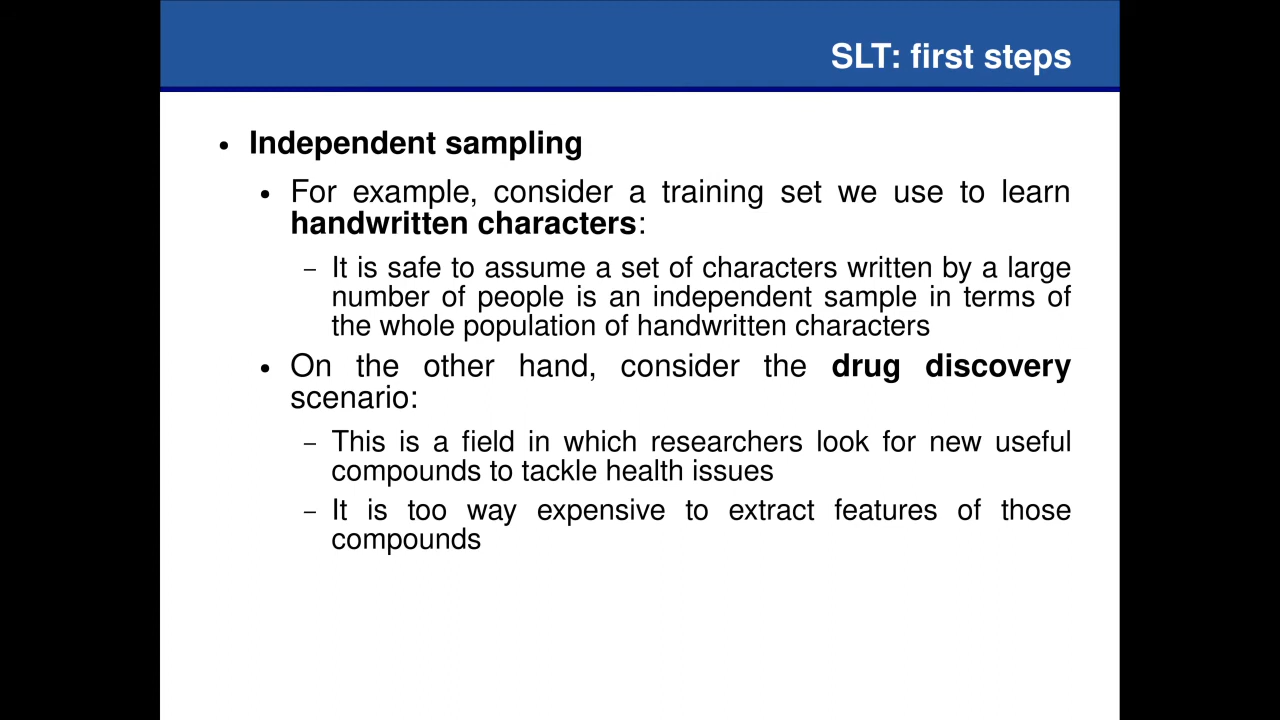 SLT: first steps
• Independent sampling
• For example, consider a training set we use to learn
handwritten characters:
– It is safe to assume a set of characters written by a large
number of people is an independent sample in terms of
the whole population of handwritten characters
• On the other hand, consider the drug discovery
scenario:
– This is a field in which researchers look for new useful
compounds to tackle health issues
– It is too way expensive to extract features of those
compounds